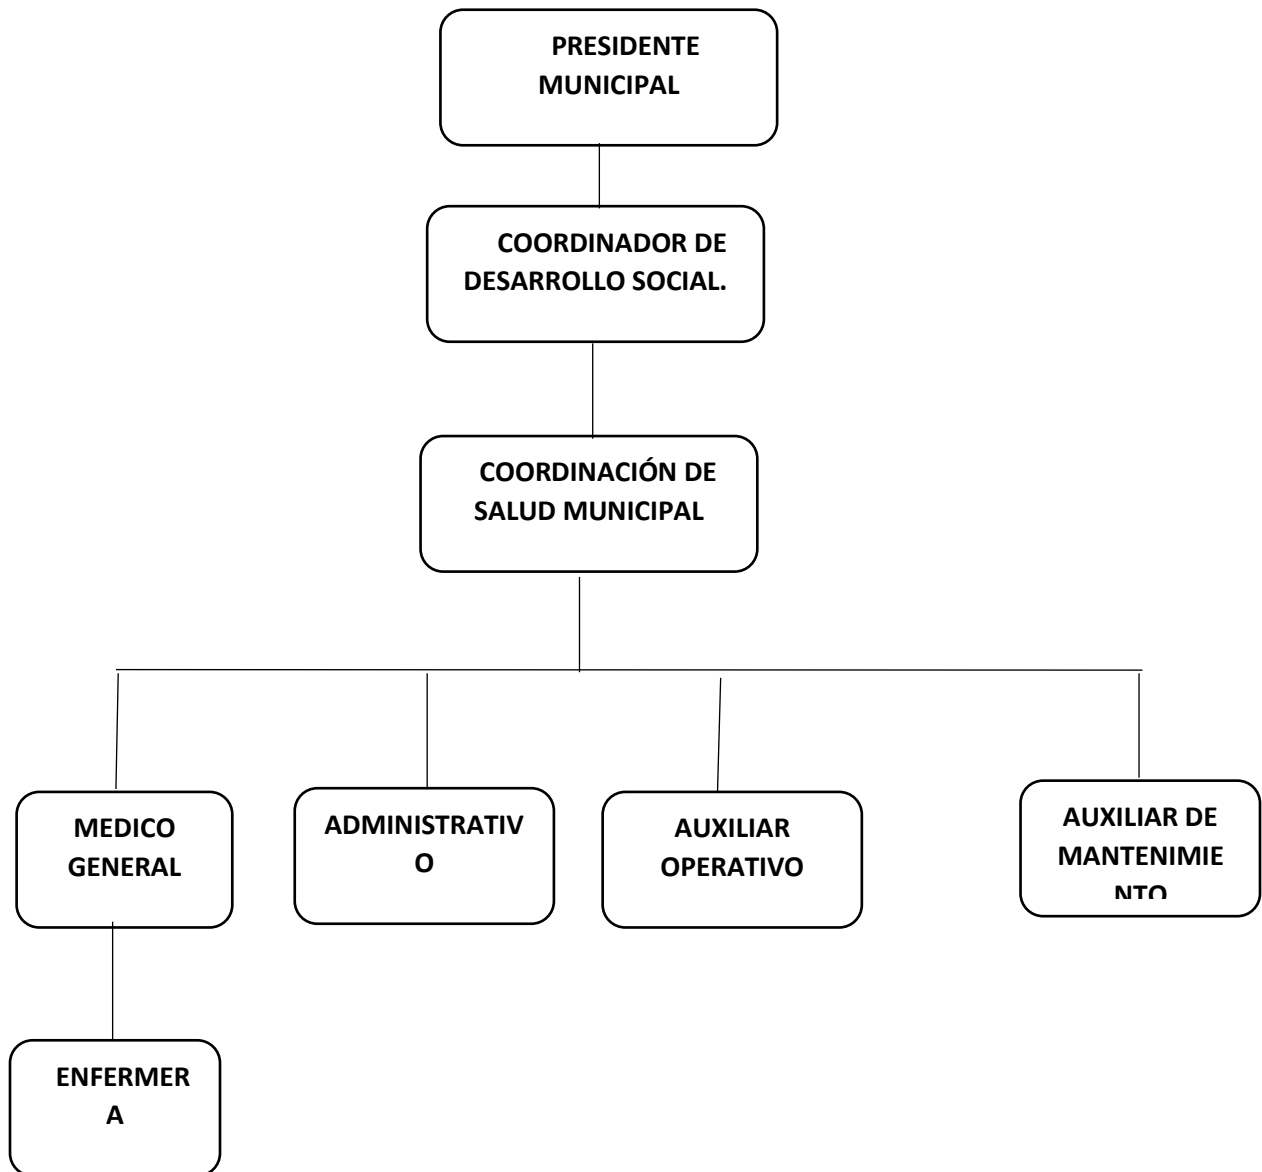 PRESIDENTE
MUNICIPAL
COORDINADOR DE
DESARROLLO SOCIAL.
COORDINACIÓN DE
SALUD MUNICIPAL
MEDICO
GENERAL
ADMINISTRATIV
O
AUXILIAR
OPERATIVO
AUXILIAR DE
MANTENIMIE
NTO
ENFERMER
A